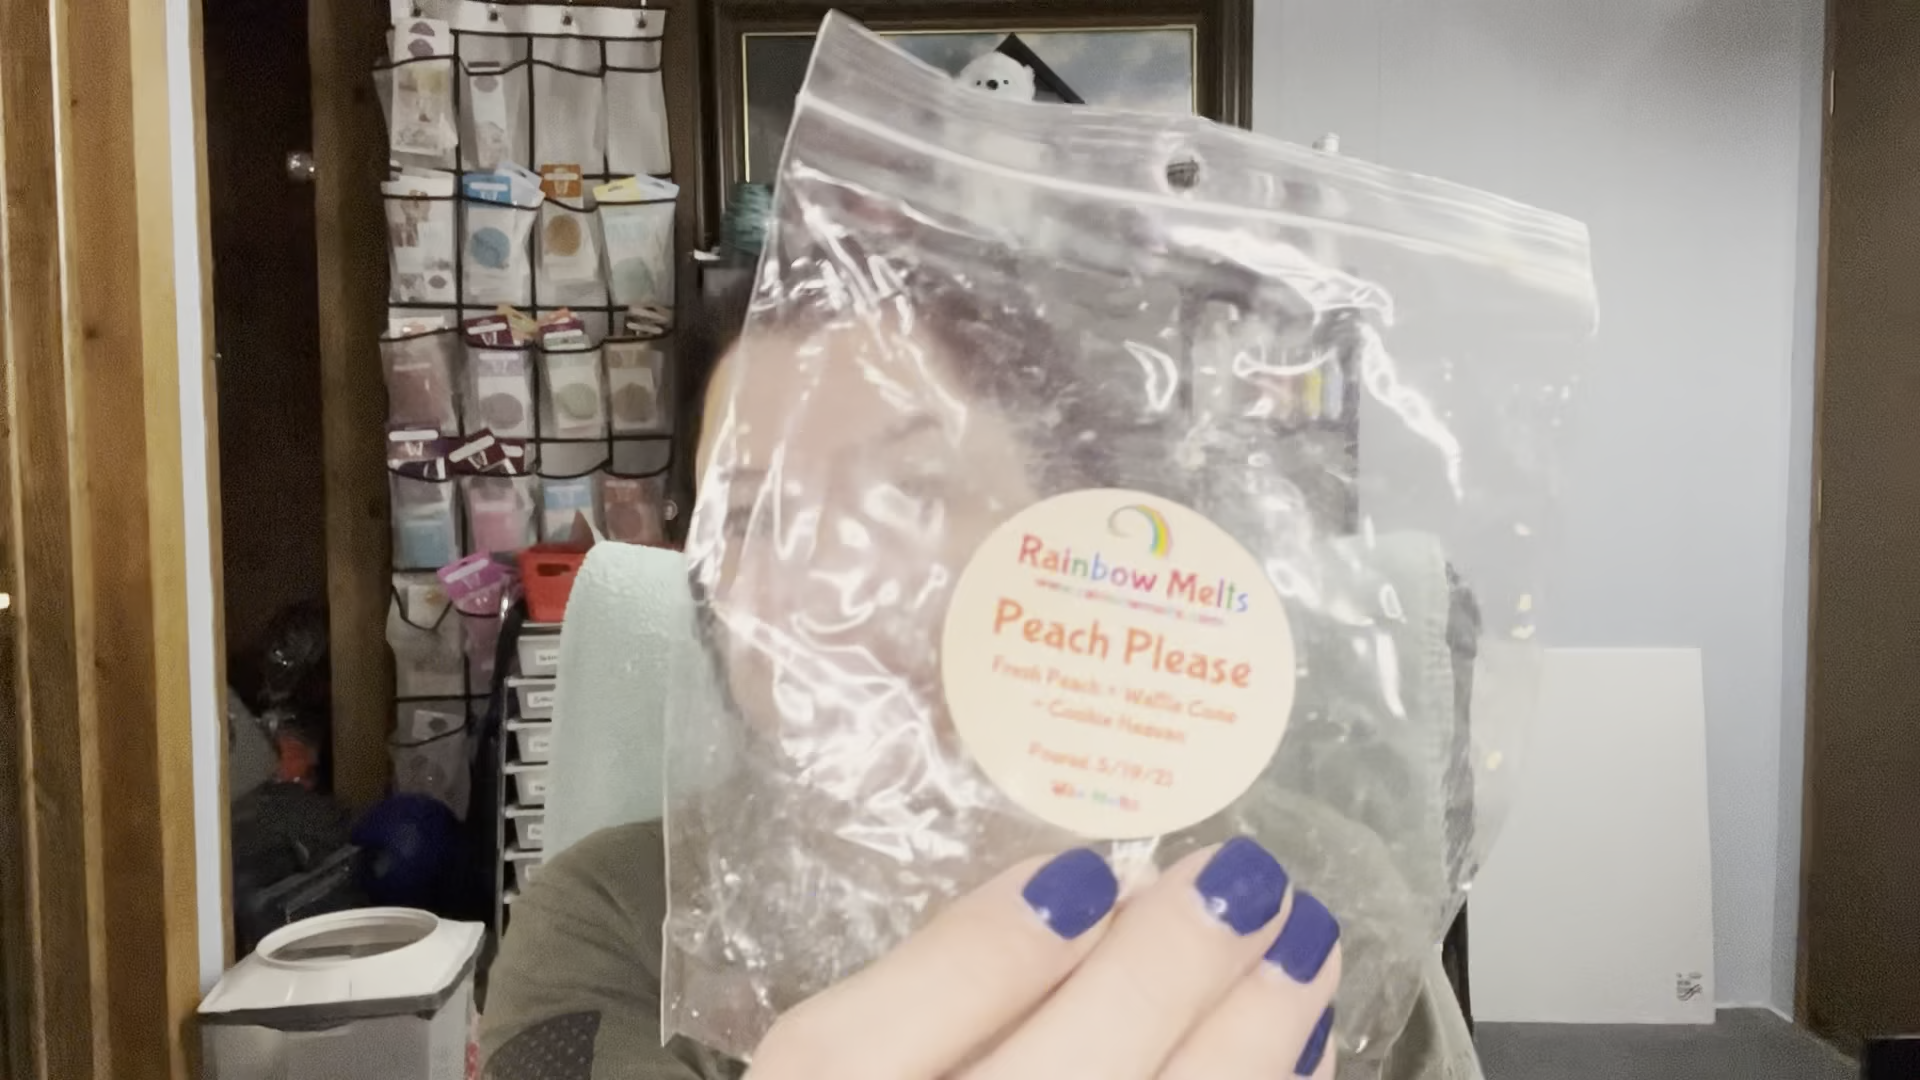 Rainbow Melts
Peach Please
Fresh Peach + Waffle Cone
+ Cookie Heaven
Poured 5/19/21
Wax Melts